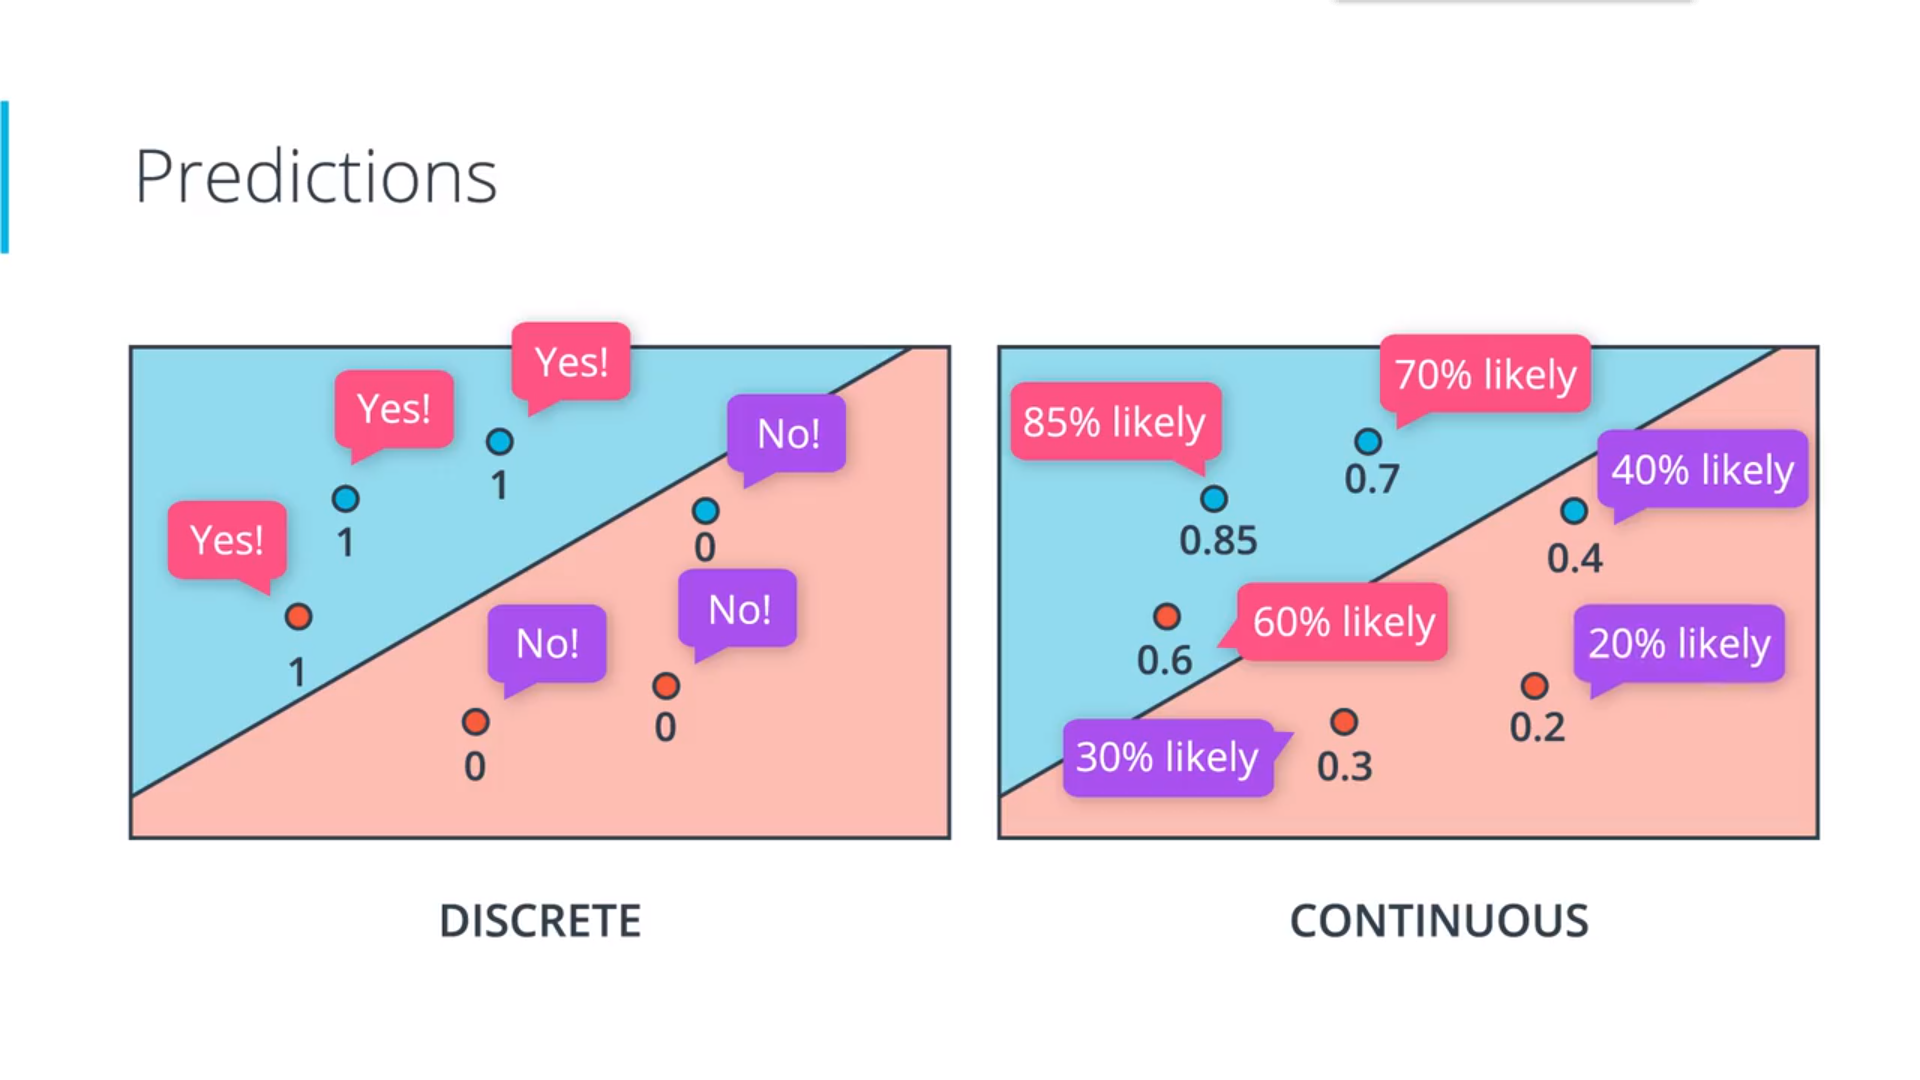 Predictions
Yes!
Yes!
1
No!
1
Yes!
0
No!
No!
1
0
0
DISCRETE
70% likely
85% likely
0.7
40% likely
0.85
0.4
60% likely
0.6
20% likely
0.2
30% likely
0.3
CONTINUOUS